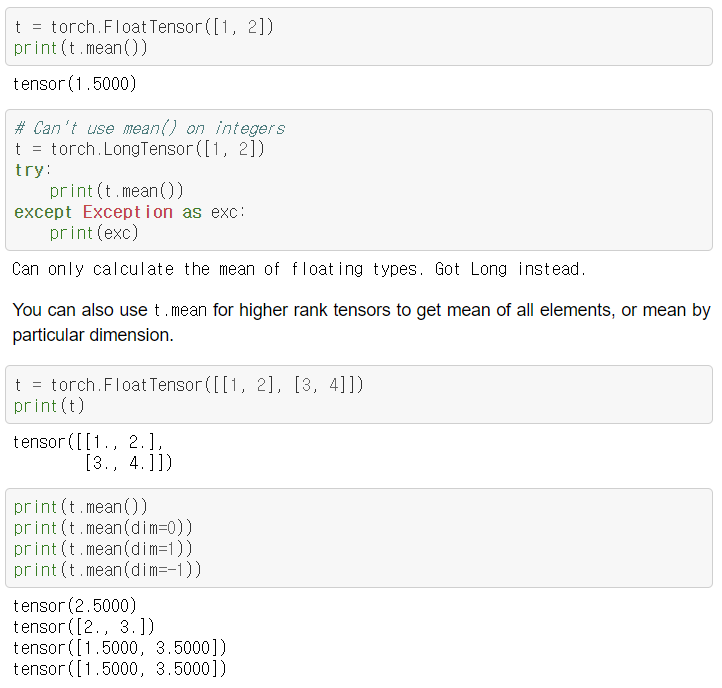 t = torch.FloatTensor([1, 2])
print(t.mean())
tensor(1.5000)
# Can't use mean() on integers
t = torch.LongTensor([1, 2])
try:
    print(t.mean())
except Exception as exc:
    print(exc)
Can only calculate the mean of floating types. Got Long instead.
You can also use t.mean for higher rank tensors to get mean of all elements, or mean by
particular dimension.
t = torch.FloatTensor([[1, 2], [3, 4]])
print(t)
tensor([[1., 2.],
        [3., 4.]])
print(t.mean())
print(t.mean(dim=0))
print(t.mean(dim=1))
print(t.mean(dim=-1))
tensor(2.5000)
tensor([2., 3.])
tensor([1.5000, 3.5000])
tensor([1.5000, 3.5000])